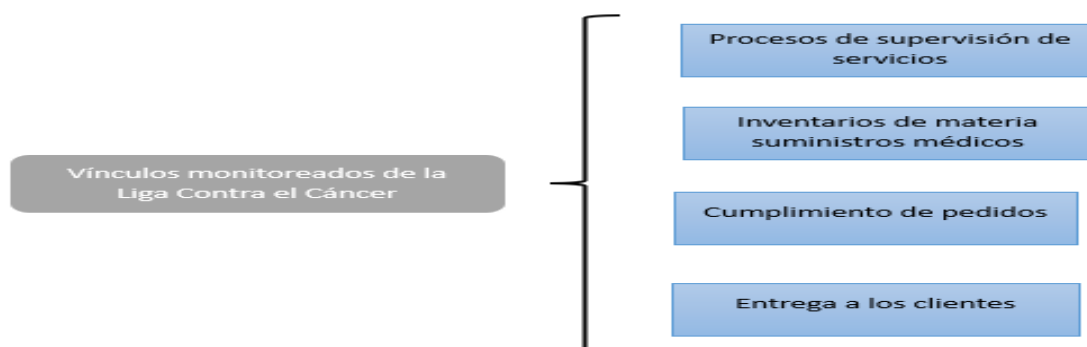 Procesos de supervisión de
servicios
Inventarios de materia
suministros médicos
Vínculos monitoreados de la
Liga Contra el Cáncer
Cumplimiento de pedidos
Entrega a los clientes